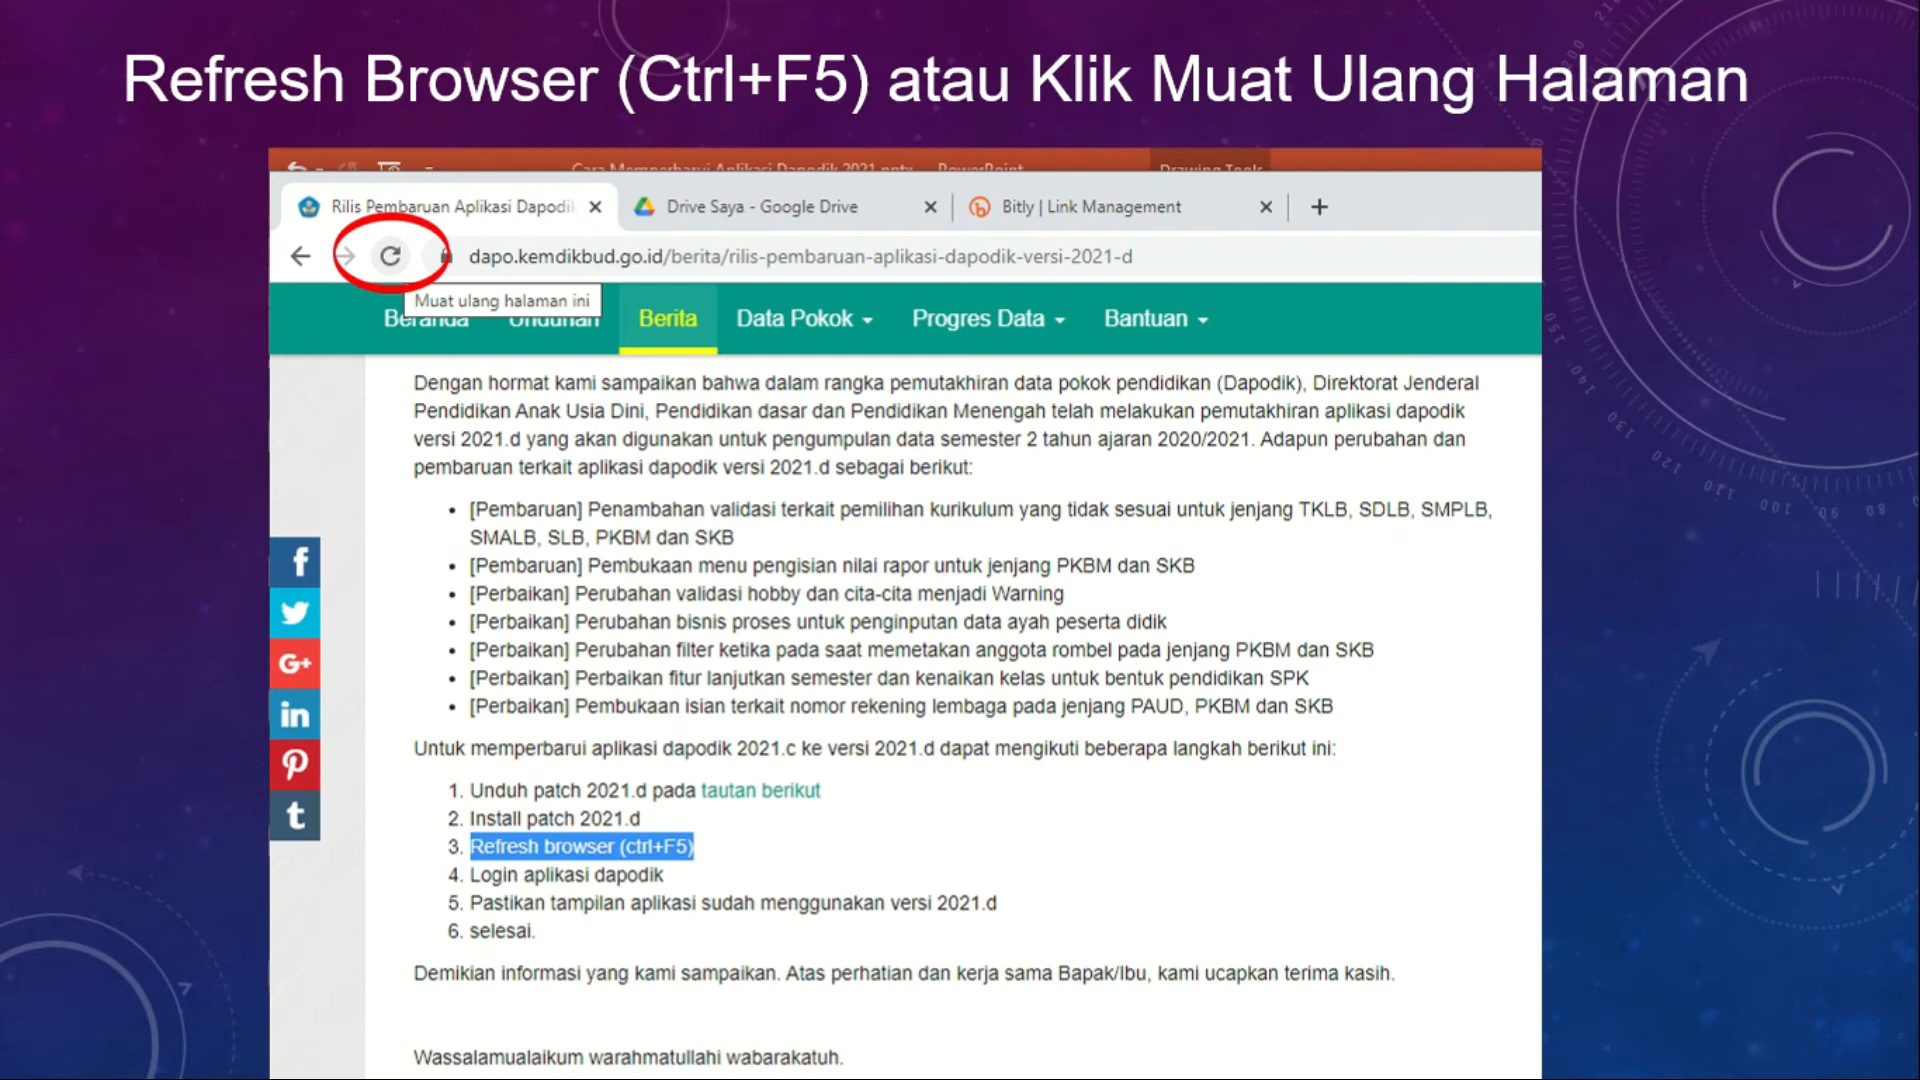 Refresh Browser (Ctrl+F5) atau Klik Muat Ulang Halaman
Cara Memperbarui Aplikasi Dapodik 2021.pptx - PowerPoint Drawing Tools
Rilis Pembaruan Aplikasi Dapodik Drive Saya - Google Drive Bitly | Link Management
dapo.kemdikbud.go.id/berita/rilis-pembaruan-aplikasi-dapodik-versi-2021-d
Muat ulang halaman ini
Beranda Unduhan Berita Data Pokok Progres Data Bantuan
Dengan hormat kami sampaikan bahwa dalam rangka pemutakhiran data pokok pendidikan (Dapodik), Direktorat Jenderal
Pendidikan Anak Usia Dini, Pendidikan dasar dan Pendidikan Menengah telah melakukan pemutakhiran aplikasi dapodik
versi 2021.d yang akan digunakan untuk pengumpulan data semester 2 tahun ajaran 2020/2021. Adapun perubahan dan
pembaruan terkait aplikasi dapodik versi 2021.d sebagai berikut:
• [Pembaruan] Penambahan validasi terkait pemilihan kurikulum yang tidak sesuai untuk jenjang TKLB, SDLB, SMPLB,
SMALB, SLB, PKBM dan SKB
• [Pembaruan] Pembukaan menu pengisian nilai rapor untuk jenjang PKBM dan SKB
• [Perbaikan] Perubahan validasi hobby dan cita-cita menjadi Warning
• [Perbaikan] Perubahan bisnis proses untuk penginputan data ayah peserta didik
• [Perbaikan] Perubahan filter ketika pada saat memetakan anggota rombel pada jenjang PKBM dan SKB
• [Perbaikan] Perbaikan fitur lanjutkan semester dan kenaikan kelas untuk bentuk pendidikan SPK
• [Perbaikan] Pembukaan isian terkait nomor rekening lembaga pada jenjang PAUD, PKBM dan SKB
Untuk memperbarui aplikasi dapodik 2021.c ke versi 2021.d dapat mengikuti beberapa langkah berikut ini:
1. Unduh patch 2021.d pada tautan berikut
2. Install patch 2021.d
3. Refresh browser (ctrl+F5)
4. Login aplikasi dapodik
5. Pastikan tampilan aplikasi sudah menggunakan versi 2021.d
6. selesai.
Demikian informasi yang kami sampaikan. Atas perhatian dan kerja sama Bapak/Ibu, kami ucapkan terima kasih.
Wassalamualaikum warahmatullahi wabarakatuh.